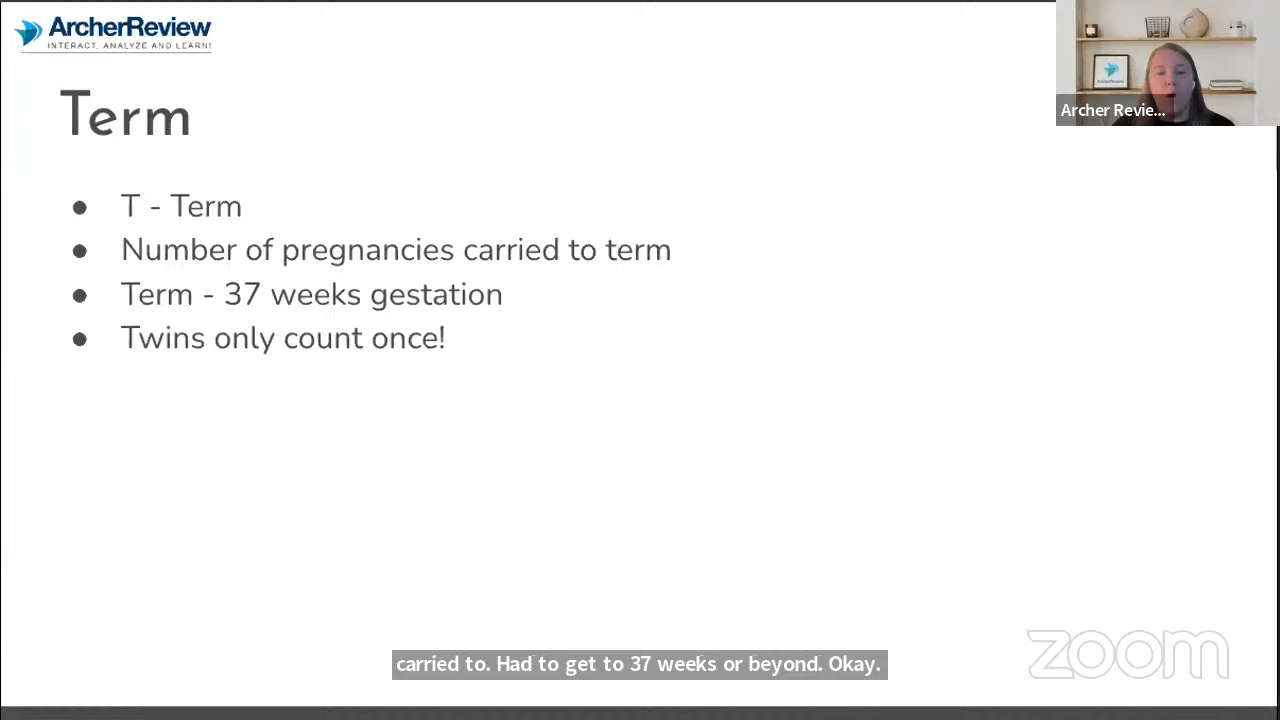 ArcherReview
INTERACT, ANALYZE AND LEARN!
Archer Revie...
Term
● T - Term
● Number of pregnancies carried to term
● Term - 37 weeks gestation
● Twins only count once!
carried to. Had to get to 37 weeks or beyond. Okay.
zoom